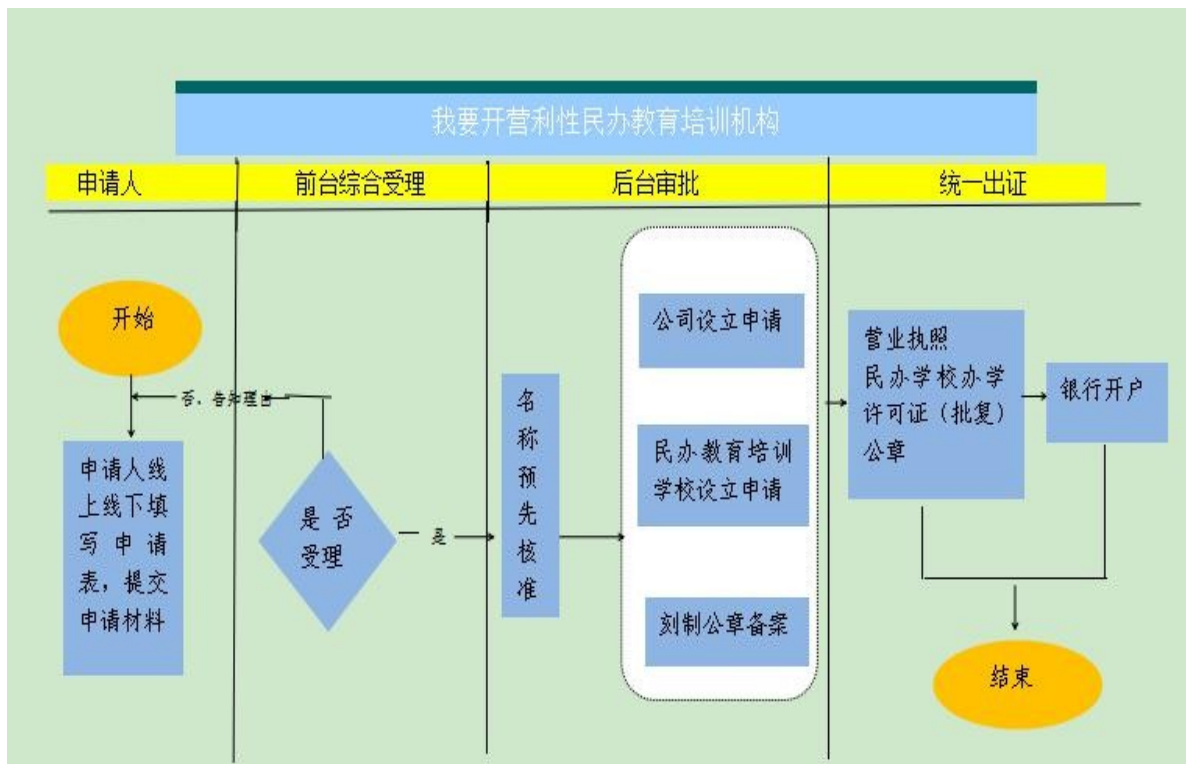 我要开营利性民办教育培训机构
申请人
前台综合受理
后台审批
统一出证
开始
否，告知理由
申请人线
上线下填
写申请
表，提交
申请材料
是否
受理
是
名
称
预
先
核
准
公司设立申请
民办教育培训
学校设立申请
刻制公章备案
营业执照
民办学校办学
许可证（批复）
公章
银行开户
结束